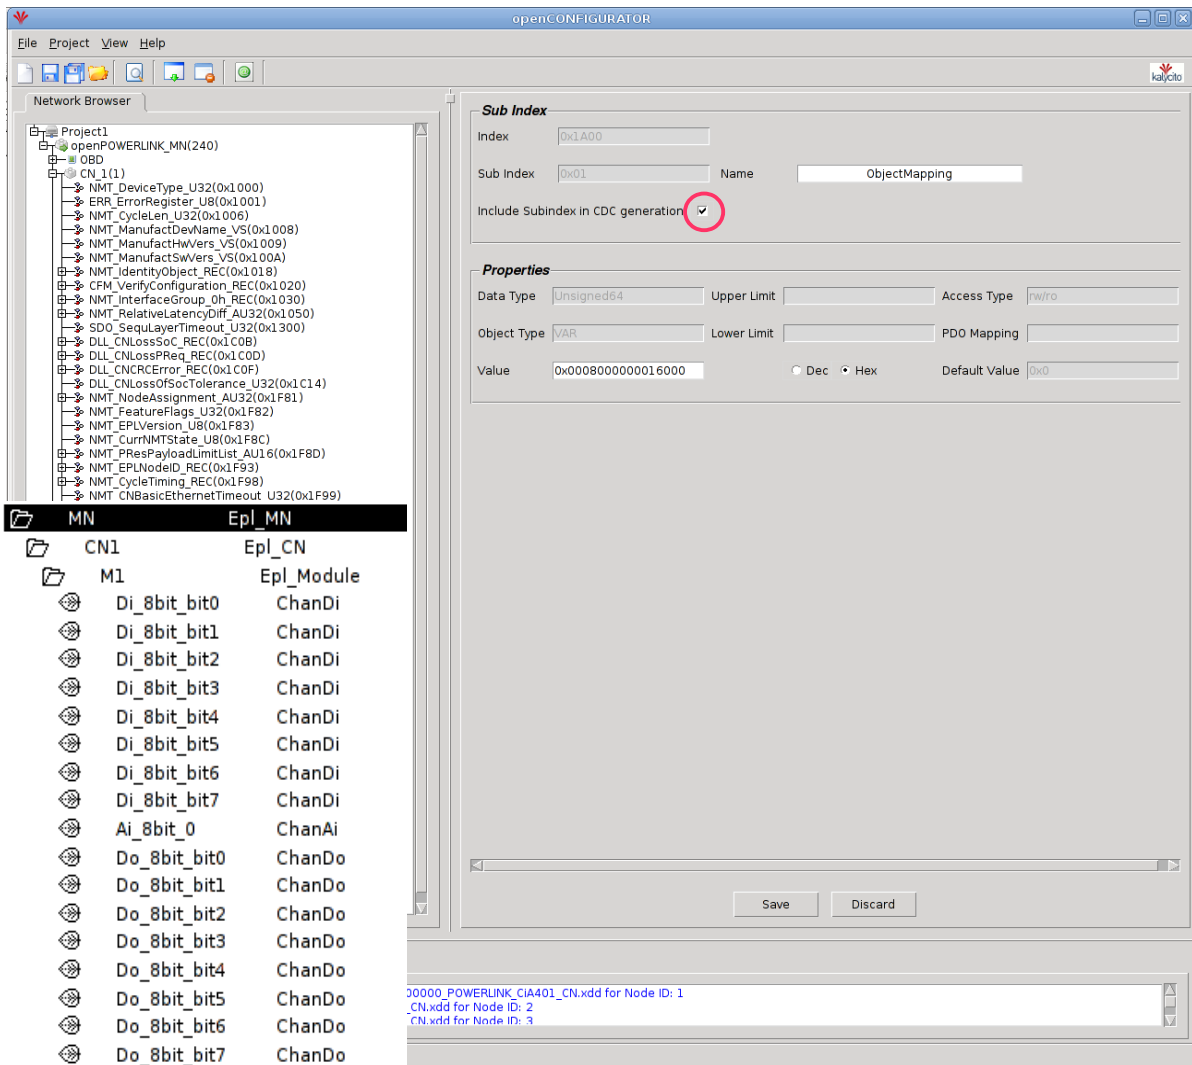 openCONFIGURATOR
File Project View Help
kalycito
Network Browser
Project1
openPOWERLINK_MN(240)
OBD
CN_1(1)
NMT_DeviceType_U32(0x1000)
ERR_ErrorRegister_U8(0x1001)
NMT_CycleLen_U32(0x1006)
NMT_ManufactDevName_VS(0x1008)
NMT_ManufactHwVers_VS(0x1009)
NMT_ManufactSwVers_VS(0x100A)
NMT_IdentityObject_REC(0x1018)
CFM_VerifyConfiguration_REC(0x1020)
NMT_InterfaceGroup_0h_REC(0x1030)
NMT_RelativeLatencyDiff_AU32(0x1050)
SDO_SequLayerTimeout_U32(0x1300)
DLL_CNLossSoC_REC(0x1C0B)
DLL_CNLossPReq_REC(0x1C0D)
DLL_CNCRCError_REC(0x1C0F)
DLL_CNLossOfSocTolerance_U32(0x1C14)
NMT_NodeAssignment_AU32(0x1F81)
NMT_FeatureFlags_U32(0x1F82)
NMT_EPLVersion_U8(0x1F83)
NMT_CurrNMTState_U8(0x1F8C)
NMT_PResPayloadLimitList_AU16(0x1F8D)
NMT_EPLNodeID_REC(0x1F93)
NMT_CycleTiming_REC(0x1F98)
NMT_CNBasicEthernetTimeout_U32(0x1F99)
MN Epl_MN
CN1 Epl_CN
M1 Epl_Module
Di_8bit_bit0 ChanDi
Di_8bit_bit1 ChanDi
Di_8bit_bit2 ChanDi
Di_8bit_bit3 ChanDi
Di_8bit_bit4 ChanDi
Di_8bit_bit5 ChanDi
Di_8bit_bit6 ChanDi
Di_8bit_bit7 ChanDi
Ai_8bit_0 ChanAi
Do_8bit_bit0 ChanDo
Do_8bit_bit1 ChanDo
Do_8bit_bit2 ChanDo
Do_8bit_bit3 ChanDo
Do_8bit_bit4 ChanDo
Do_8bit_bit5 ChanDo
Do_8bit_bit6 ChanDo
Do_8bit_bit7 ChanDo
Sub Index
Index 0x1A00
Sub Index 0x01 Name ObjectMapping
Include Subindex in CDC generation
Properties
Data Type Unsigned64 Upper Limit Access Type rw/ro
Object Type VAR Lower Limit PDO Mapping
Value 0x0008000000016000 Dec Hex Default Value 0x0
Save Discard
00000_POWERLINK_CiA401_CN.xdd for Node ID: 1
_CN.xdd for Node ID: 2
CN.xdd for Node ID: 3